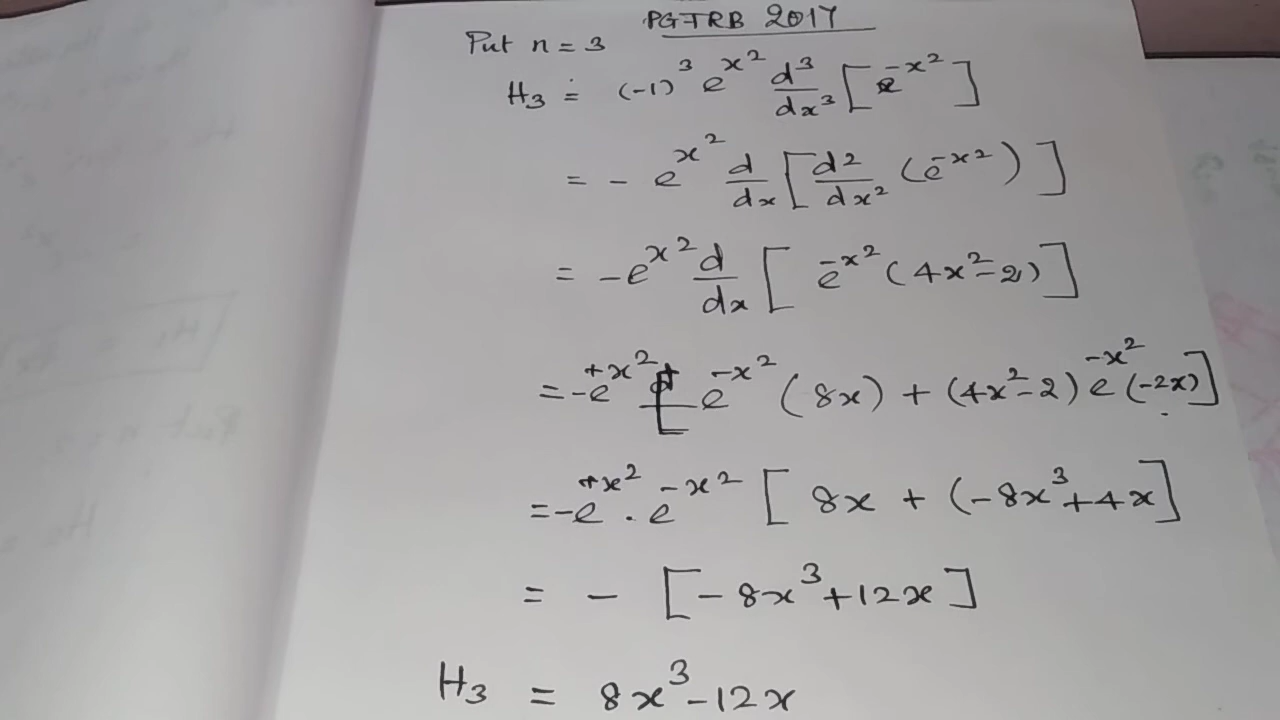 PGTRB 2017
Put n = 3
H₃ = (-1)³ e^x² d³/dx³ [e^-x²]
= - e^x² d/dx [d²/dx² (e^-x²)]
= -e^x² d/dx [e^-x² (4x²-2)]
= -e^+x² [e^-x² (8x) + (4x²-2) e^-x² (-2x)]
= -e^+x² . e^-x² [8x + (-8x³+4x]
= - [-8x³+12x]
H₃ = 8x³-12x